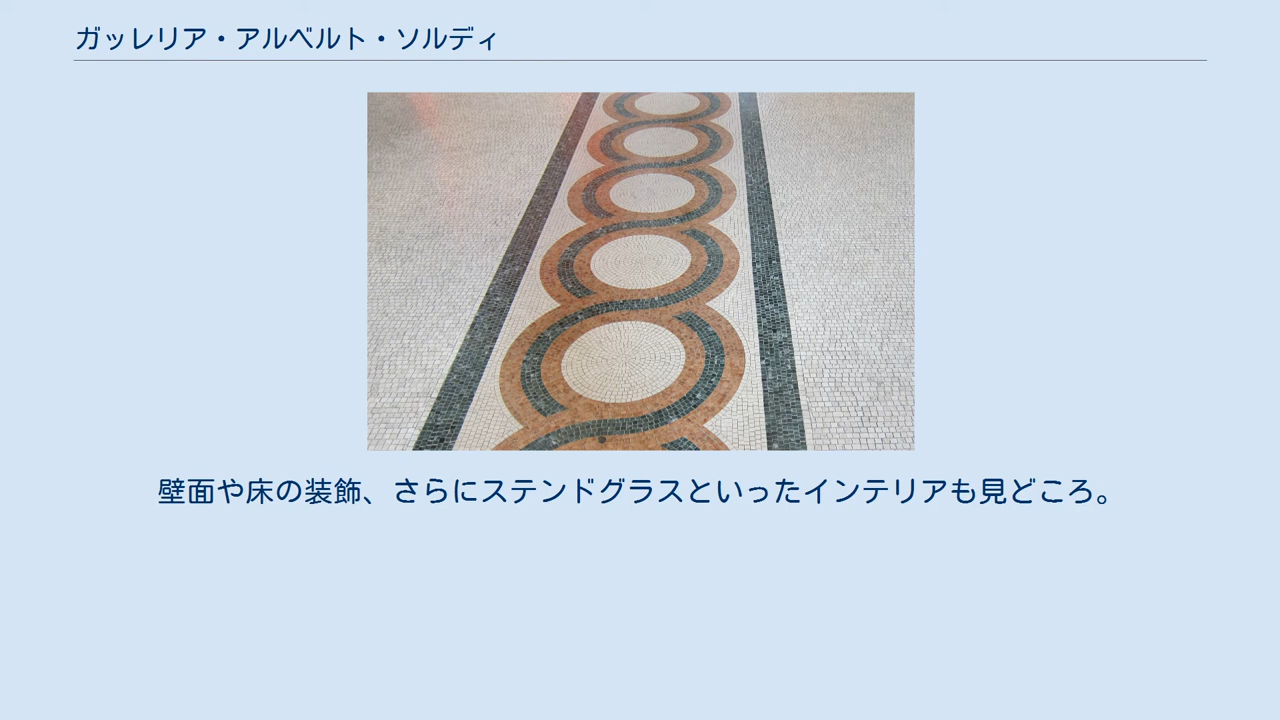 ガッレリア・アルベルト・ソルディ
壁面や床の装飾、さらにステンドグラスといったインテリアも見どころ。